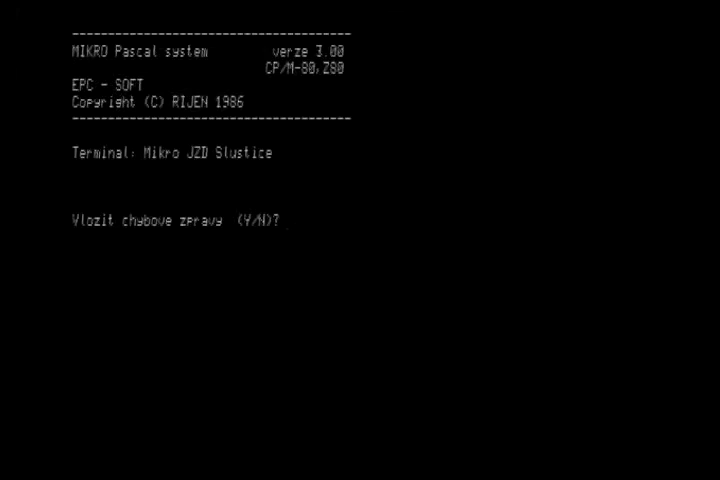 ---------------------------------------
MIKRO Pascal system         verze 3.00
                           CP/M-80,Z80
EPC - SOFT
Copyright (C) RIJEN 1986
---------------------------------------
Terminal: Mikro JZD Slustice
Vlozit chybove zpravy  (Y/N)?